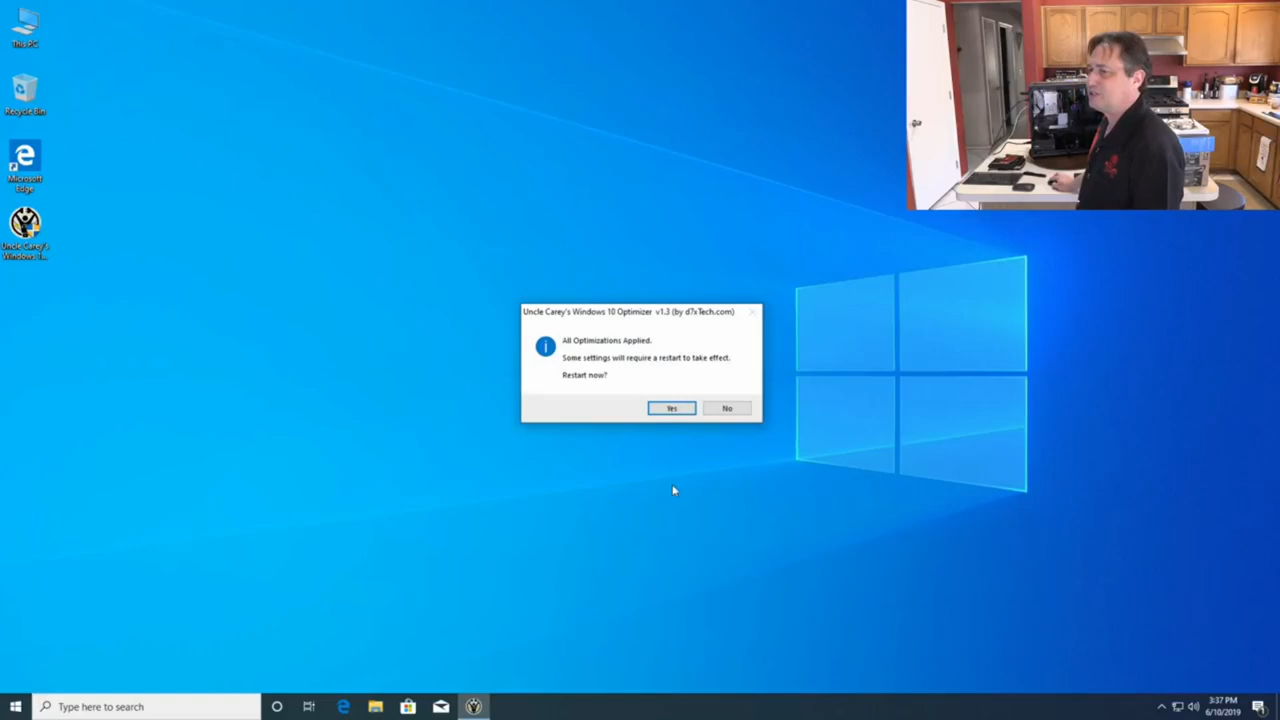 This PC
Recycle Bin
Microsoft
Edge
Uncle Carey's
Windows 1...
Uncle Carey's Windows 10 Optimizer v1.3 (by d7xTech.com)
All Optimizations Applied.
Some settings will require a restart to take effect.
Restart now?
Yes
No
Type here to search
3:37 PM
6/10/2019
1